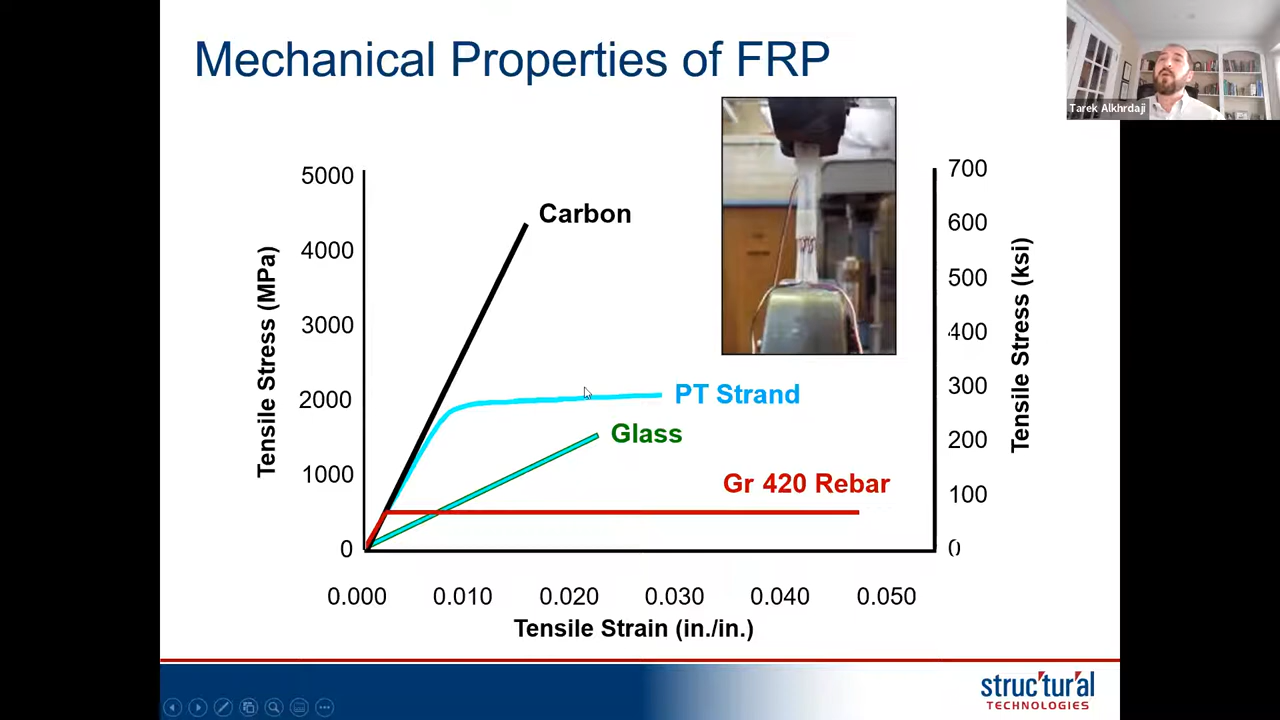 Mechanical Properties of FRP
Tarek Alkhrdaji
5000
4000
3000
2000
1000
0
Tensile Stress (MPa)
Carbon
PT Strand
Glass
Gr 420 Rebar
700
600
500
400
300
200
100
0
Tensile Stress (ksi)
0.000 0.010 0.020 0.030 0.040 0.050
Tensile Strain (in./in.)
structural
TECHNOLOGIES